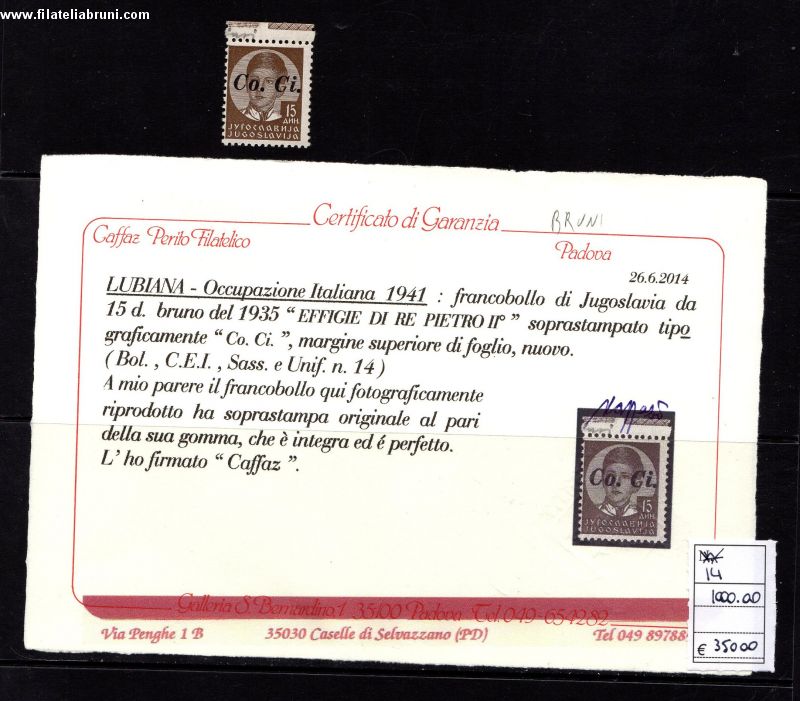 www.filateliabruni.com
Co. Ci.
15
ДИН.
ЈУГОСЛАВИЈА
JUGOSLAVIJA
Certificato di Garanzia
BRUNI
Caffaz Perito Filatelico
Padova
26.6.2014
LUBIANA - Occupazione Italiana 1941 : francobollo di Jugoslavia da
15 d. bruno del 1935 “ EFFIGIE DI RE PIETRO II° ” soprastampato tipo
graficamente “ Co. Ci. ”, margine superiore di foglio, nuovo.
( Bol. , C.E.I. , Sass. e Unif. n. 14 )
A mio parere il francobollo qui fotograficamente
riprodotto ha soprastampa originale al pari
della sua gomma, che è integra ed é perfetto.
L' ho firmato “ Caffaz ”.
Co. Ci.
15
ДИН.
ЈУГОСЛАВИЈА
JUGOSLAVIJA
14
1000.00
€ 350.00
Galleria S. Bernardino,1 35100 Padova Tel. 049-654282
Via Penghe 1 B 35030 Caselle di Selvazzano (PD) Tel 049 89788